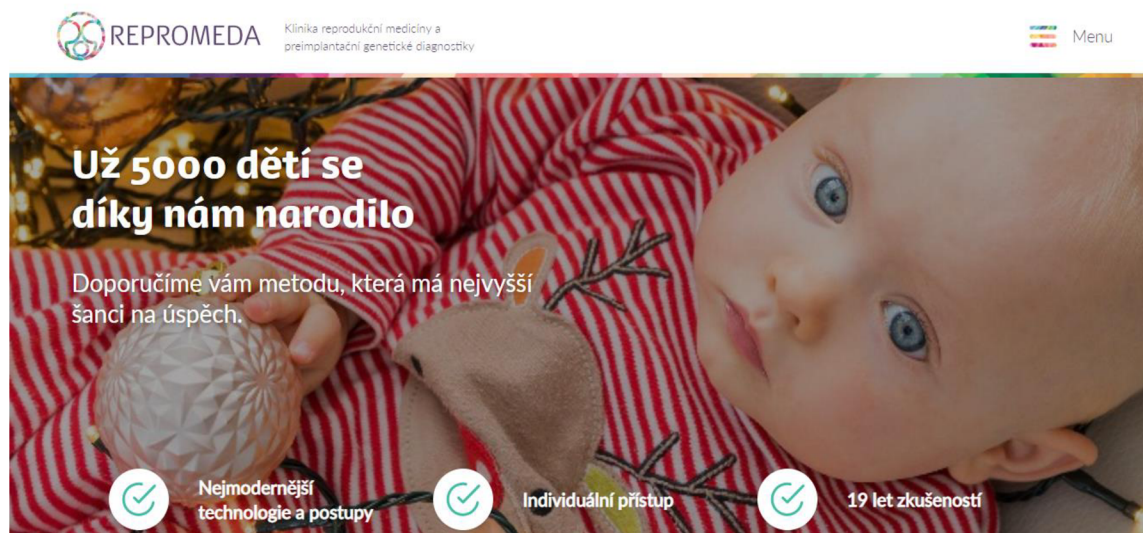 REPROMEDA
Klinika reprodukční medicíny a
preimplantační genetické diagnostiky
Menu
Už 5000 dětí se
díky nám narodilo
Doporučíme vám metodu, která má nejvyšší
šanci na úspěch.
Nejmodernější
technologie a postupy
Individuální přístup
19 let zkušeností